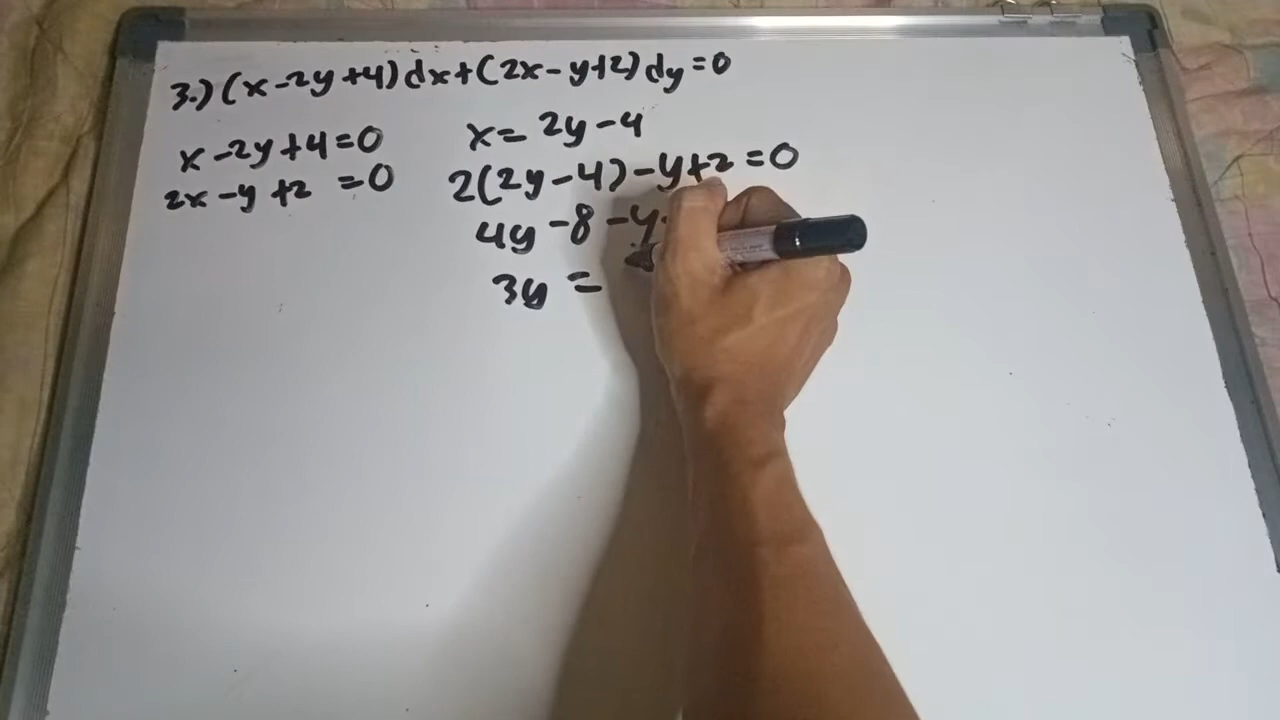 3.) (x-2y+4)dx+(2x-y+2)dy=0
x-2y+4=0
2x-y+2=0
x=2y-4
2(2y-4)-y+2=0
4y-8-y
3y=